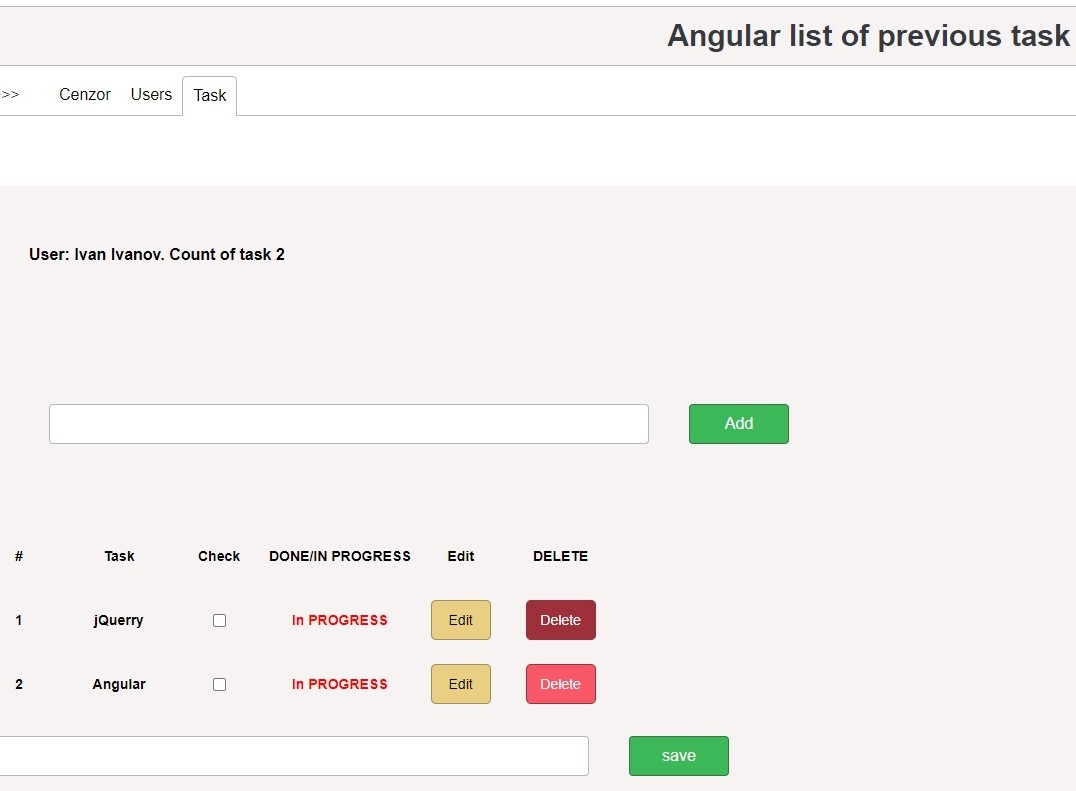 Angular list of previous task
>> Cenzor Users Task
User: Ivan Ivanov. Count of task 2
Add
# Task Check DONE/IN PROGRESS Edit DELETE
1 jQuerry In PROGRESS Edit Delete
2 Angular In PROGRESS Edit Delete
save